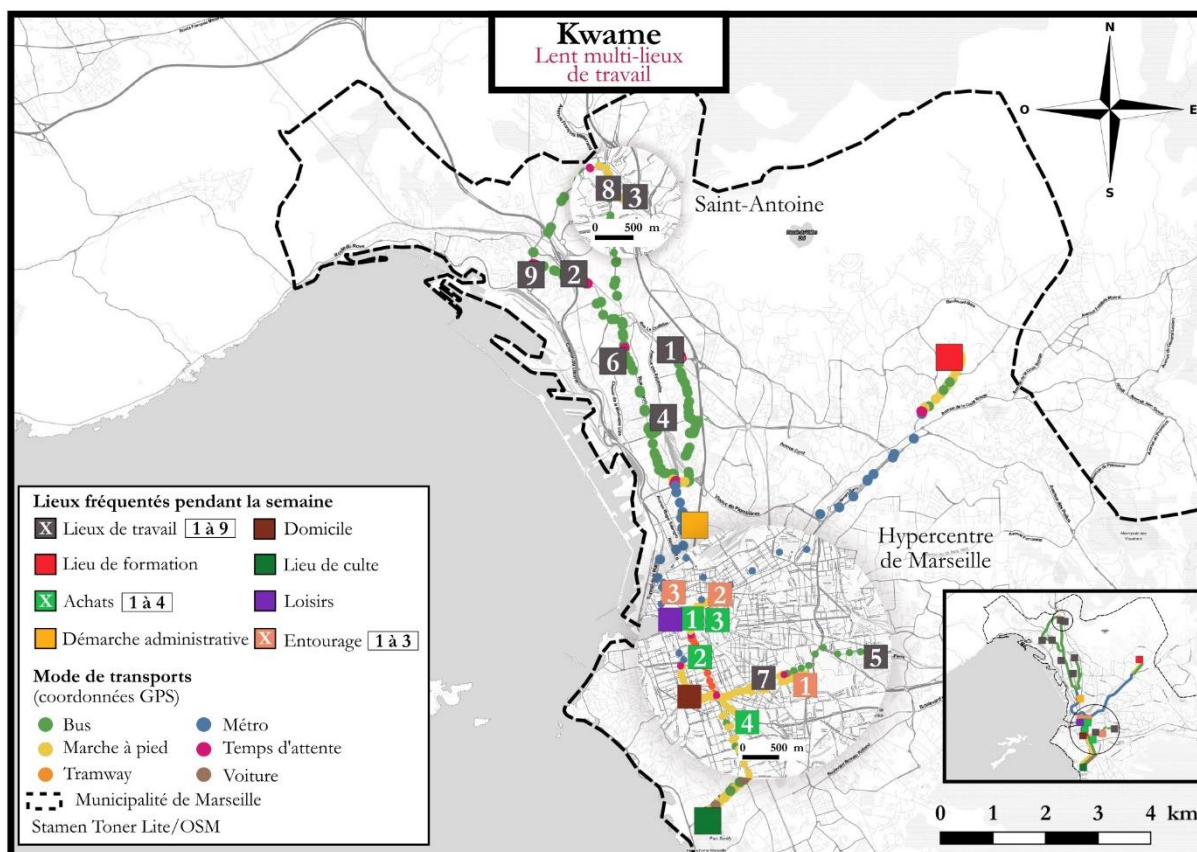 Kwame
Lent multi-lieux
de travail
N
O
E
S
8
3
500 m
Saint-Antoine
9
2
6
1
4
Hypercentre
de Marseille
3
2
1
3
2
7
5
1
4
500 m
Lieux fréquentés pendant la semaine
X Lieux de travail 1 à 9
Domicile
Lieu de formation
Lieu de culte
X Achats 1 à 4
Loisirs
Démarche administrative
X Entourage 1 à 3
Mode de transports
(coordonnées GPS)
Bus
Métro
Marche à pied
Temps d'attente
Tramway
Voiture
Municipalité de Marseille
Stamen Toner Lite/OSM
0 1 2 3 4 km